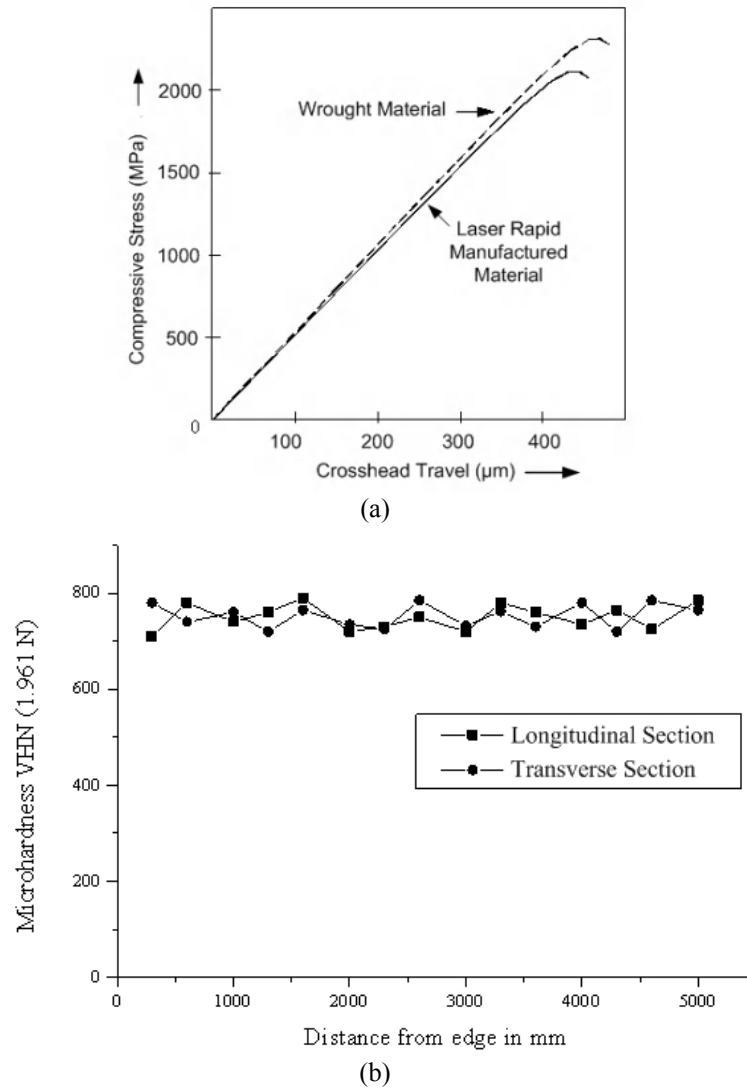 Compressive Stress (MPa)
2000
1500
1000
500
0
Wrought Material
Laser Rapid
Manufactured
Material
100 200 300 400
Crosshead Travel (µm)
(a)
Microhardness VHN (1.961 N)
800
600
400
200
0
Longitudinal Section
Transverse Section
0 1000 2000 3000 4000 5000
Distance from edge in mm
(b)